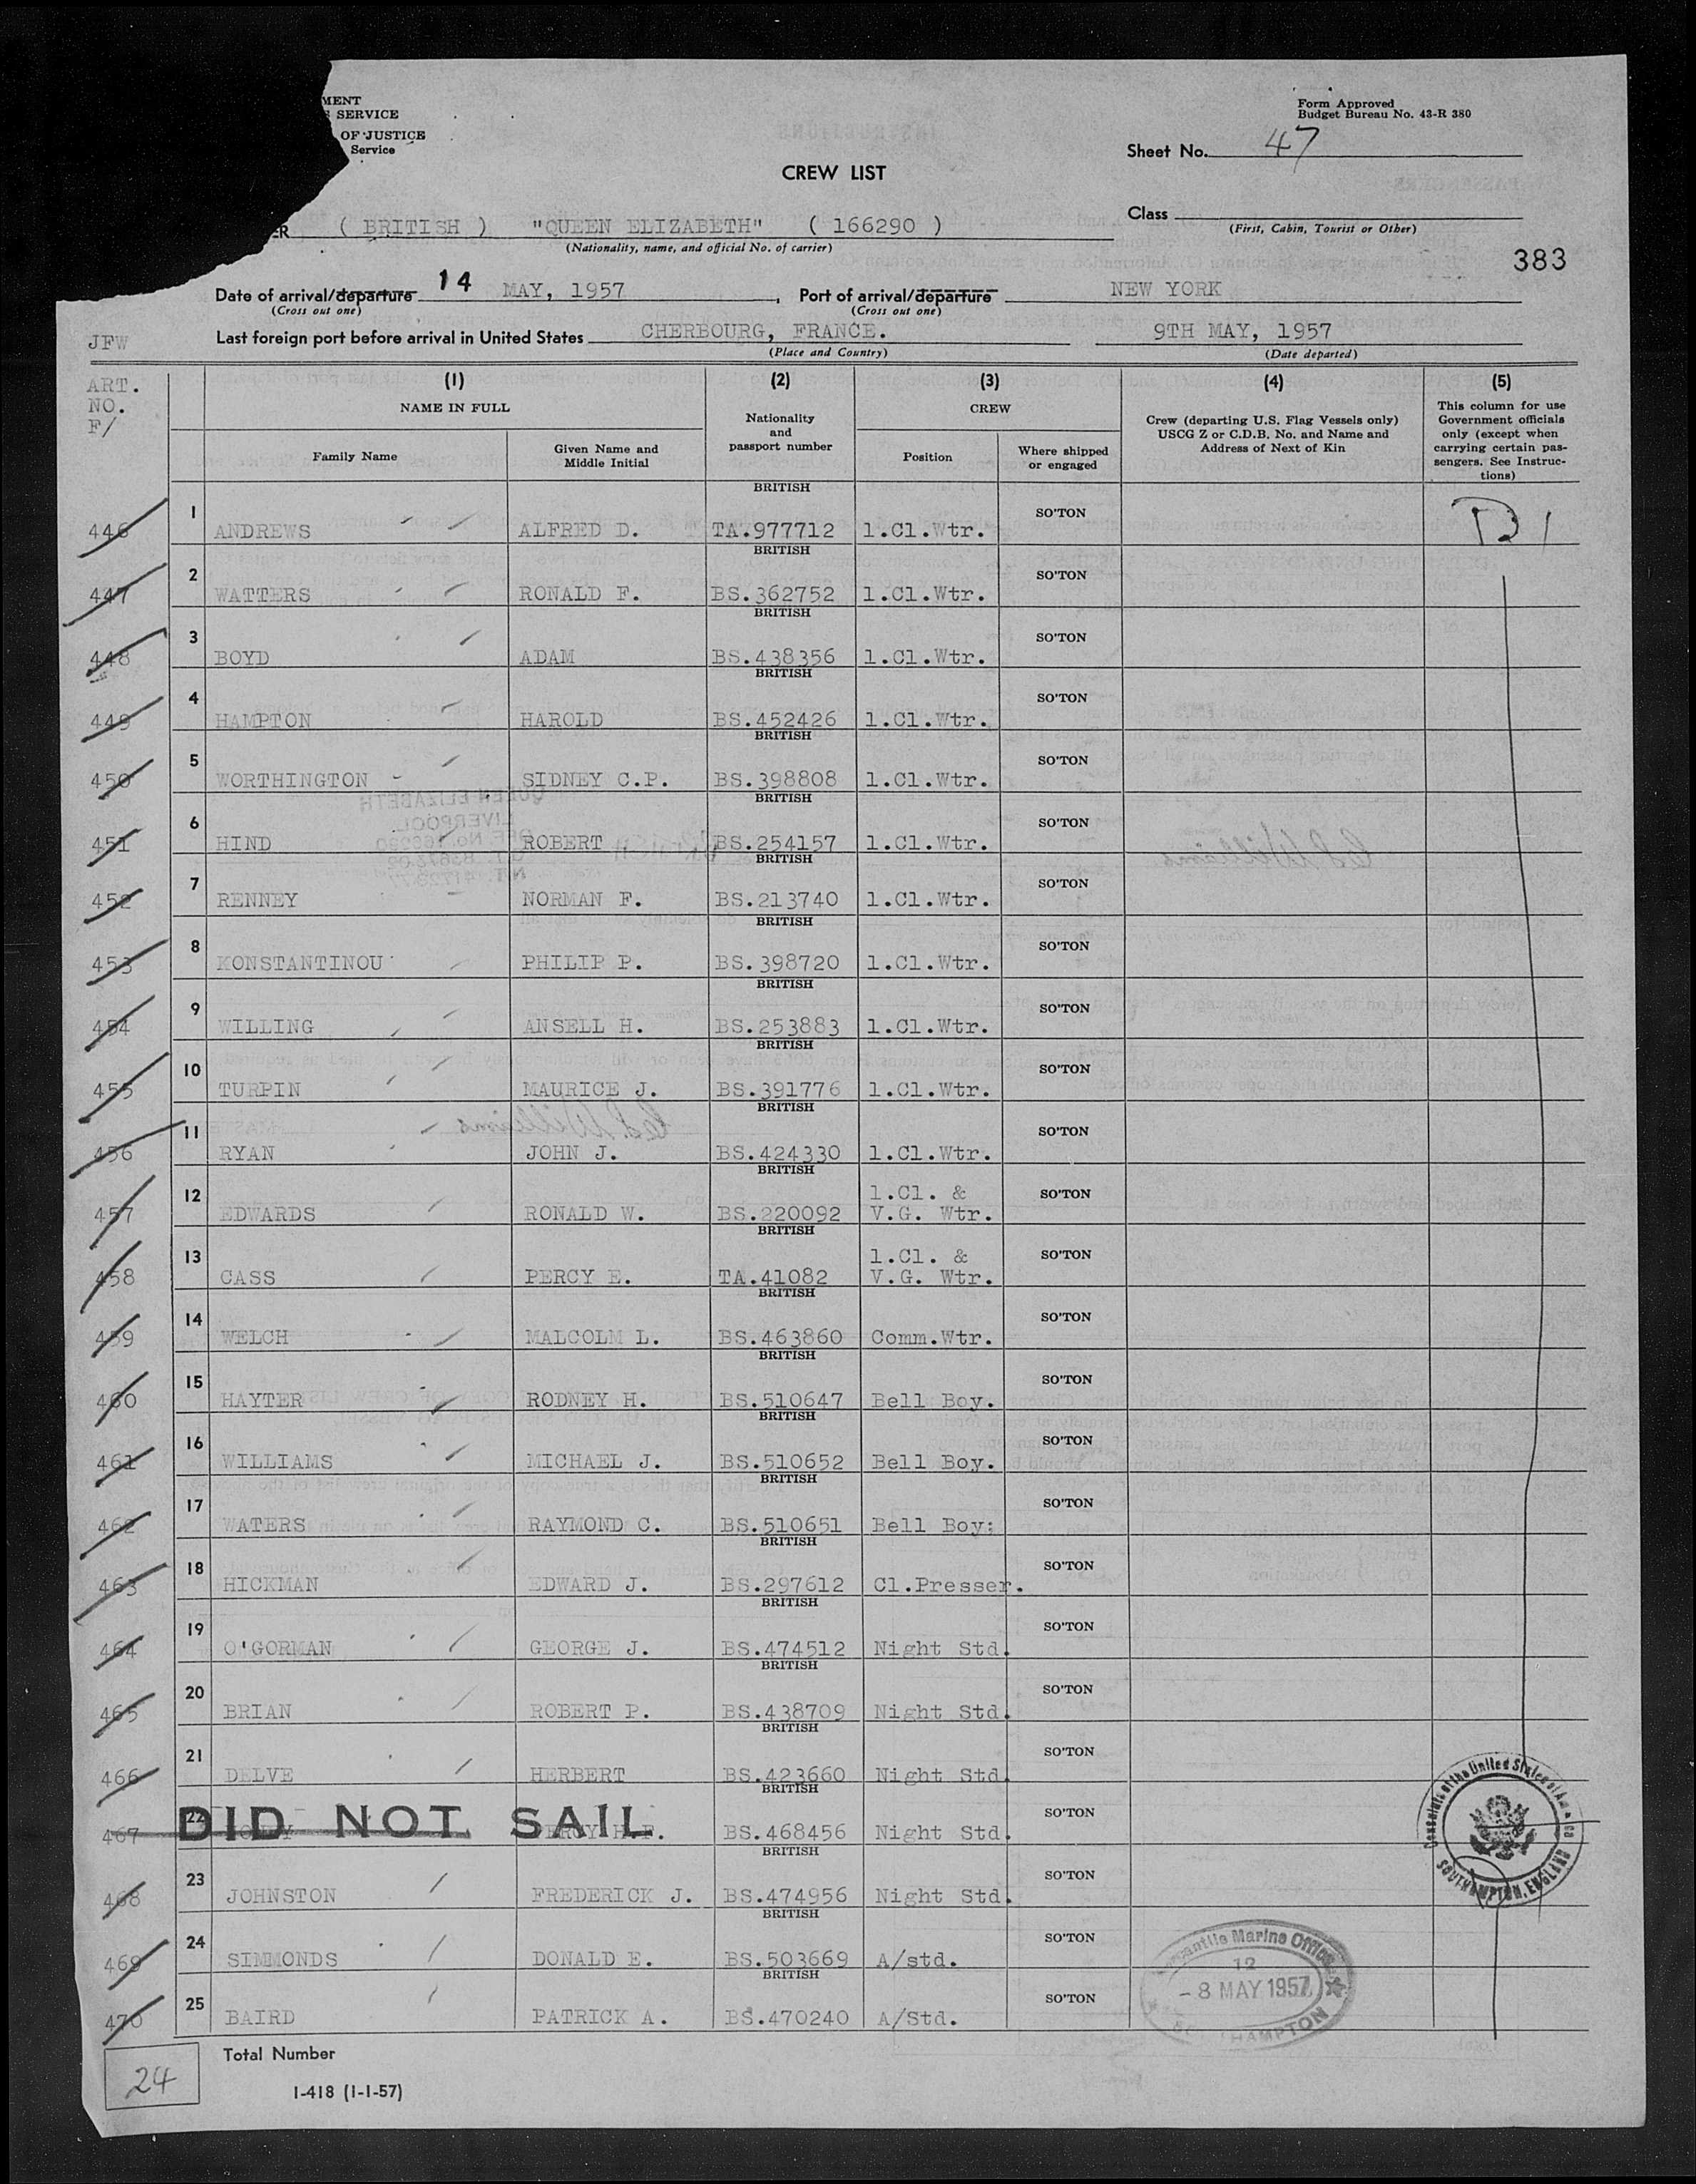 MENT
SERVICE
OF JUSTICE
Service
Form Approved
Budget Bureau No. 43-R 380
Sheet No. 47
CREW LIST
Class
(First, Cabin, Tourist or Other)
ER ( BRITISH ) "QUEEN ELIZABETH" ( 166290 )
(Nationality, name, and official No. of carrier)
383
Date of arrival/departure 14 MAY, 1957, Port of arrival/departure NEW YORK
(Cross out one) (Cross out one)
Last foreign port before arrival in United States CHERBOURG, FRANCE. 9TH MAY, 1957
(Place and Country) (Date departed)
JFW
ART.
NO.
F/
(1) (2) (3) (4) (5)
NAME IN FULL
Family Name
Given Name and
Middle Initial
Nationality
and
passport number
CREW
Position
Where shipped
or engaged
Crew (departing U.S. Flag Vessels only)
USCG Z or C.D.B. No. and Name and
Address of Next of Kin
This column for use
Government officials
only (except when
carrying certain pas-
sengers. See Instruc-
tions)
BRITISH
446 1 ANDREWS ALFRED D. TA.977712 1.Cl.Wtr. SO'TON D 1
BRITISH
447 2 WATTERS RONALD F. BS.362752 1.Cl.Wtr. SO'TON
BRITISH
448 3 BOYD ADAM BS.438356 1.Cl.Wtr. SO'TON
BRITISH
449 4 HAMPTON HAROLD BS.452426 1.Cl.Wtr. SO'TON
BRITISH
450 5 WORTHINGTON SIDNEY C.P. BS.398808 1.Cl.Wtr. SO'TON
BRITISH
451 6 HIND ROBERT BS.254157 1.Cl.Wtr. SO'TON
BRITISH
452 7 RENNEY NORMAN F. BS.213740 1.Cl.Wtr. SO'TON
BRITISH
453 8 KONSTANTINOU PHILIP P. BS.398720 1.Cl.Wtr. SO'TON
BRITISH
454 9 WILLING ANSELL H. BS.253883 1.Cl.Wtr. SO'TON
BRITISH
455 10 TURPIN MAURICE J. BS.391776 1.Cl.Wtr. SO'TON
BRITISH
456 11 RYAN JOHN J. BS.424330 1.Cl.Wtr. SO'TON
BRITISH
457 12 EDWARDS RONALD W. BS.220092 1.Cl. & V.G. Wtr. SO'TON
BRITISH
458 13 CASS PERCY E. TA.41082 1.Cl. & V.G. Wtr. SO'TON
BRITISH
459 14 WELCH MALCOLM L. BS.463860 Comm.Wtr. SO'TON
BRITISH
460 15 HAYTER RODNEY H. BS.510647 Bell Boy. SO'TON
BRITISH
461 16 WILLIAMS MICHAEL J. BS.510652 Bell Boy. SO'TON
BRITISH
462 17 WATERS RAYMOND C. BS.510651 Bell Boy: SO'TON
BRITISH
463 18 HICKMAN EDWARD J. BS.297612 Cl.Presser. SO'TON
BRITISH
464 19 O'GORMAN GEORGE J. BS.474512 Night Std. SO'TON
BRITISH
465 20 BRIAN ROBERT P. BS.438709 Night Std. SO'TON
BRITISH
466 21 DELVE HERBERT BS.423660 Night Std. SO'TON
BRITISH
467 22 DID NOT SAIL BS.468456 Night Std. SO'TON
BRITISH
468 23 JOHNSTON FREDERICK J. BS.474956 Night Std. SO'TON
BRITISH
469 24 SIMMONDS DONALD E. BS.503669 A/std. SO'TON
BRITISH
470 25 BAIRD PATRICK A. BS.470240 A/Std. SO'TON
Consulate of the United States of America
SOUTHAMPTON, ENGLAND
Mercantile Marine Office
12
- 8 MAY 1957
SOUTHAMPTON
24 Total Number
I-418 (1-1-57)